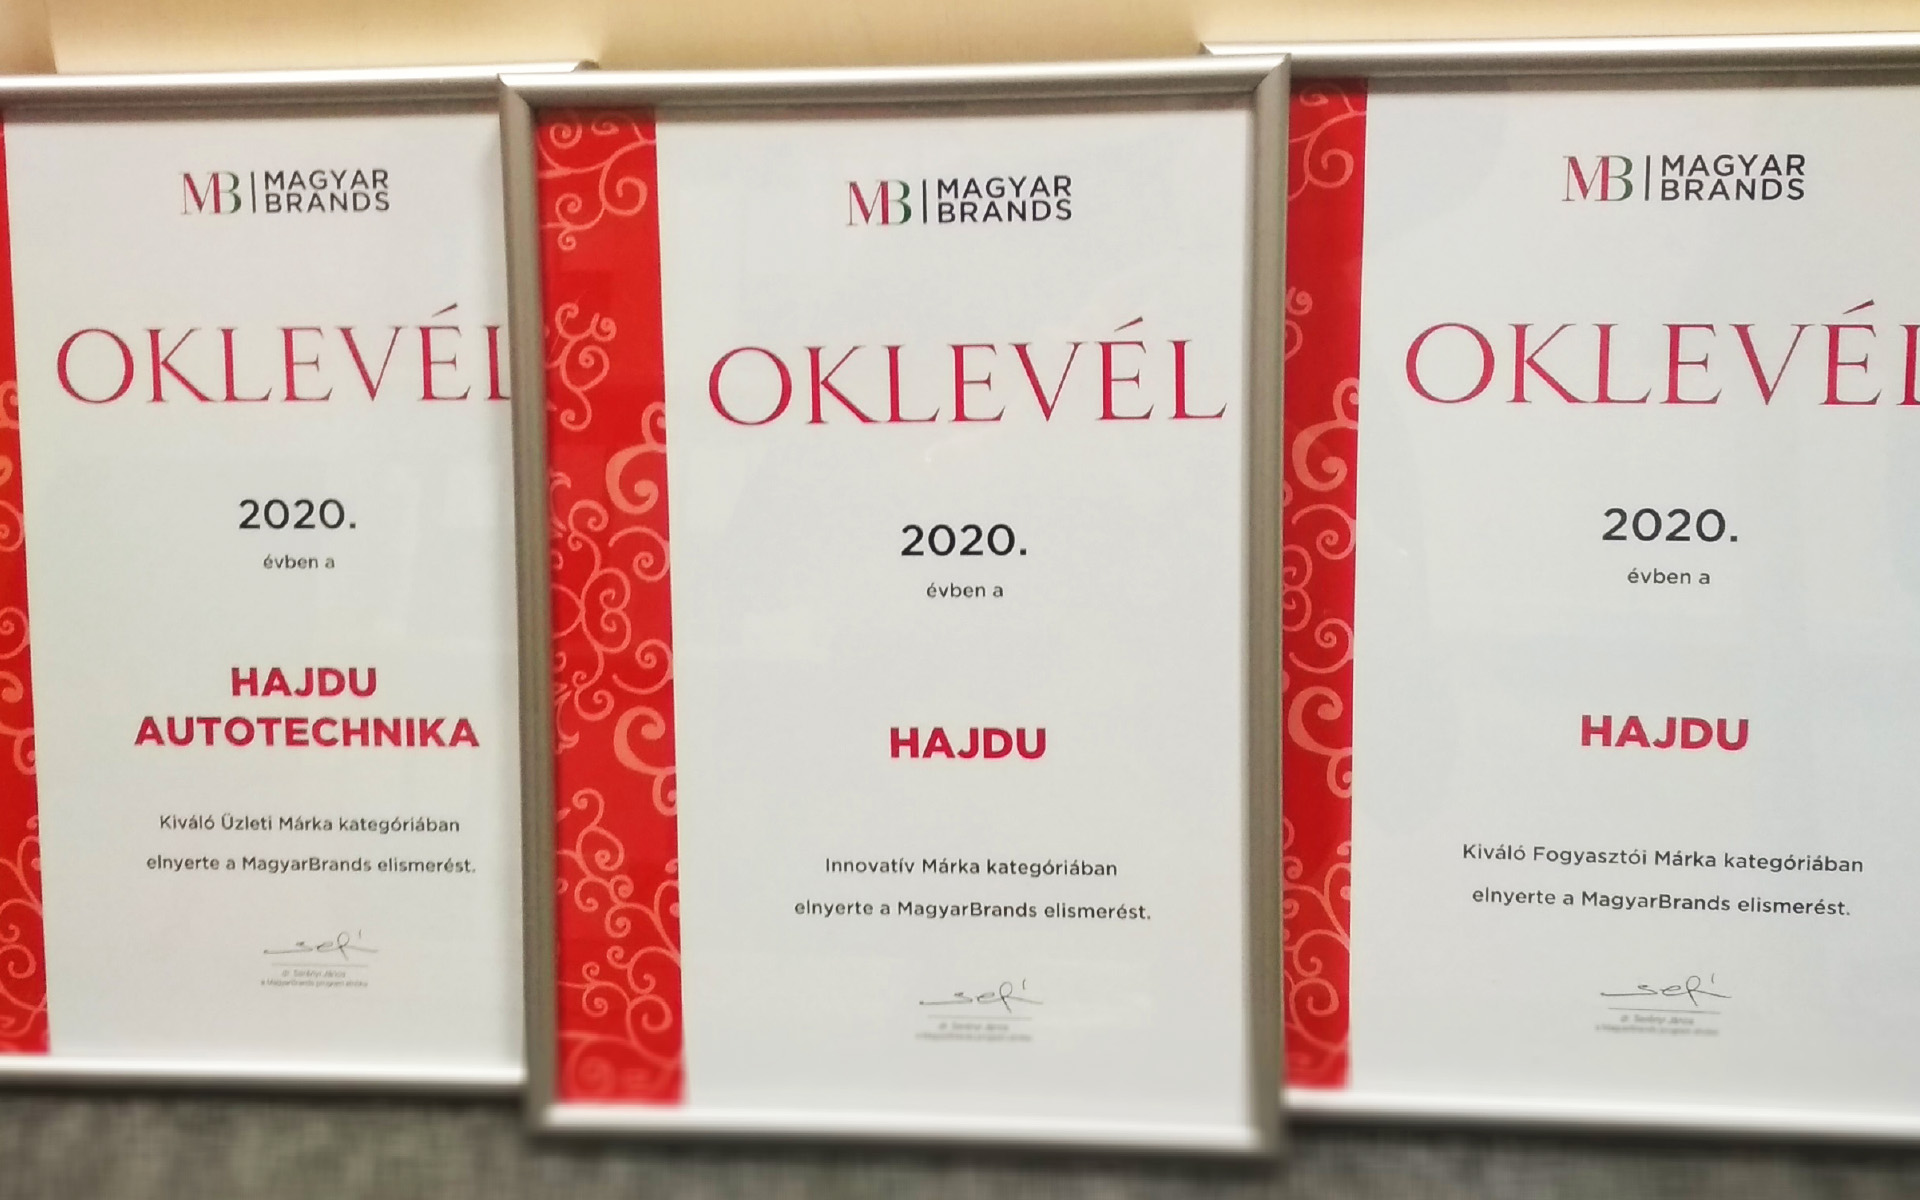 MB | MAGYAR
BRANDS
OKLEVÉL
2020.
évben a
HAJDU
AUTOTECHNIKA
Kiváló Üzleti Márka kategóriában
elnyerte a MagyarBrands elismerést.
MB | MAGYAR
BRANDS
OKLEVÉL
2020.
évben a
HAJDU
Innovatív Márka kategóriában
elnyerte a MagyarBrands elismerést.
MB | MAGYAR
BRANDS
OKLEVÉL
2020.
évben a
HAJDU
Kiváló Fogyasztói Márka kategóriában
elnyerte a MagyarBrands elismerést.